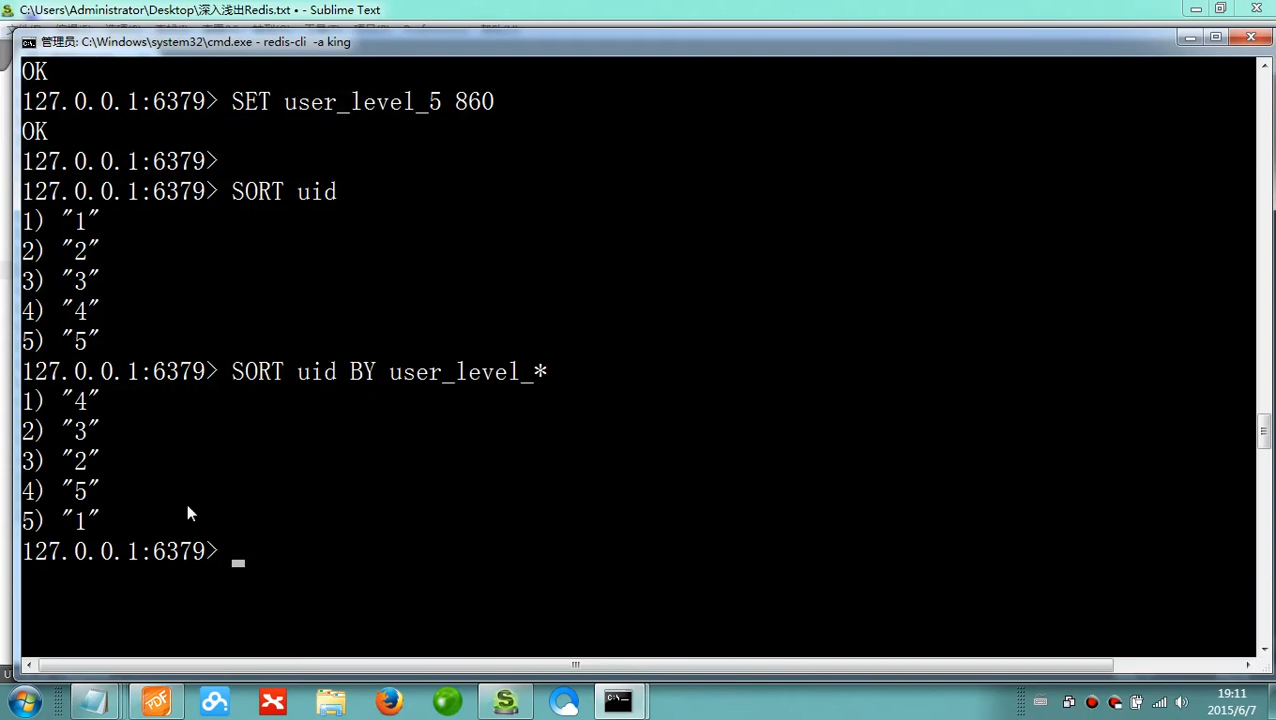 C:\Users\Administrator\Desktop\深入浅出Redis.txt • - Sublime Text
管理员: C:\Windows\system32\cmd.exe - redis-cli  -a king
OK
127.0.0.1:6379> SET user_level_5 860
OK
127.0.0.1:6379>
127.0.0.1:6379> SORT uid
1) "1"
2) "2"
3) "3"
4) "4"
5) "5"
127.0.0.1:6379> SORT uid BY user_level_*
1) "4"
2) "3"
3) "2"
4) "5"
5) "1"
127.0.0.1:6379>
PDF
19:11
2015/6/7